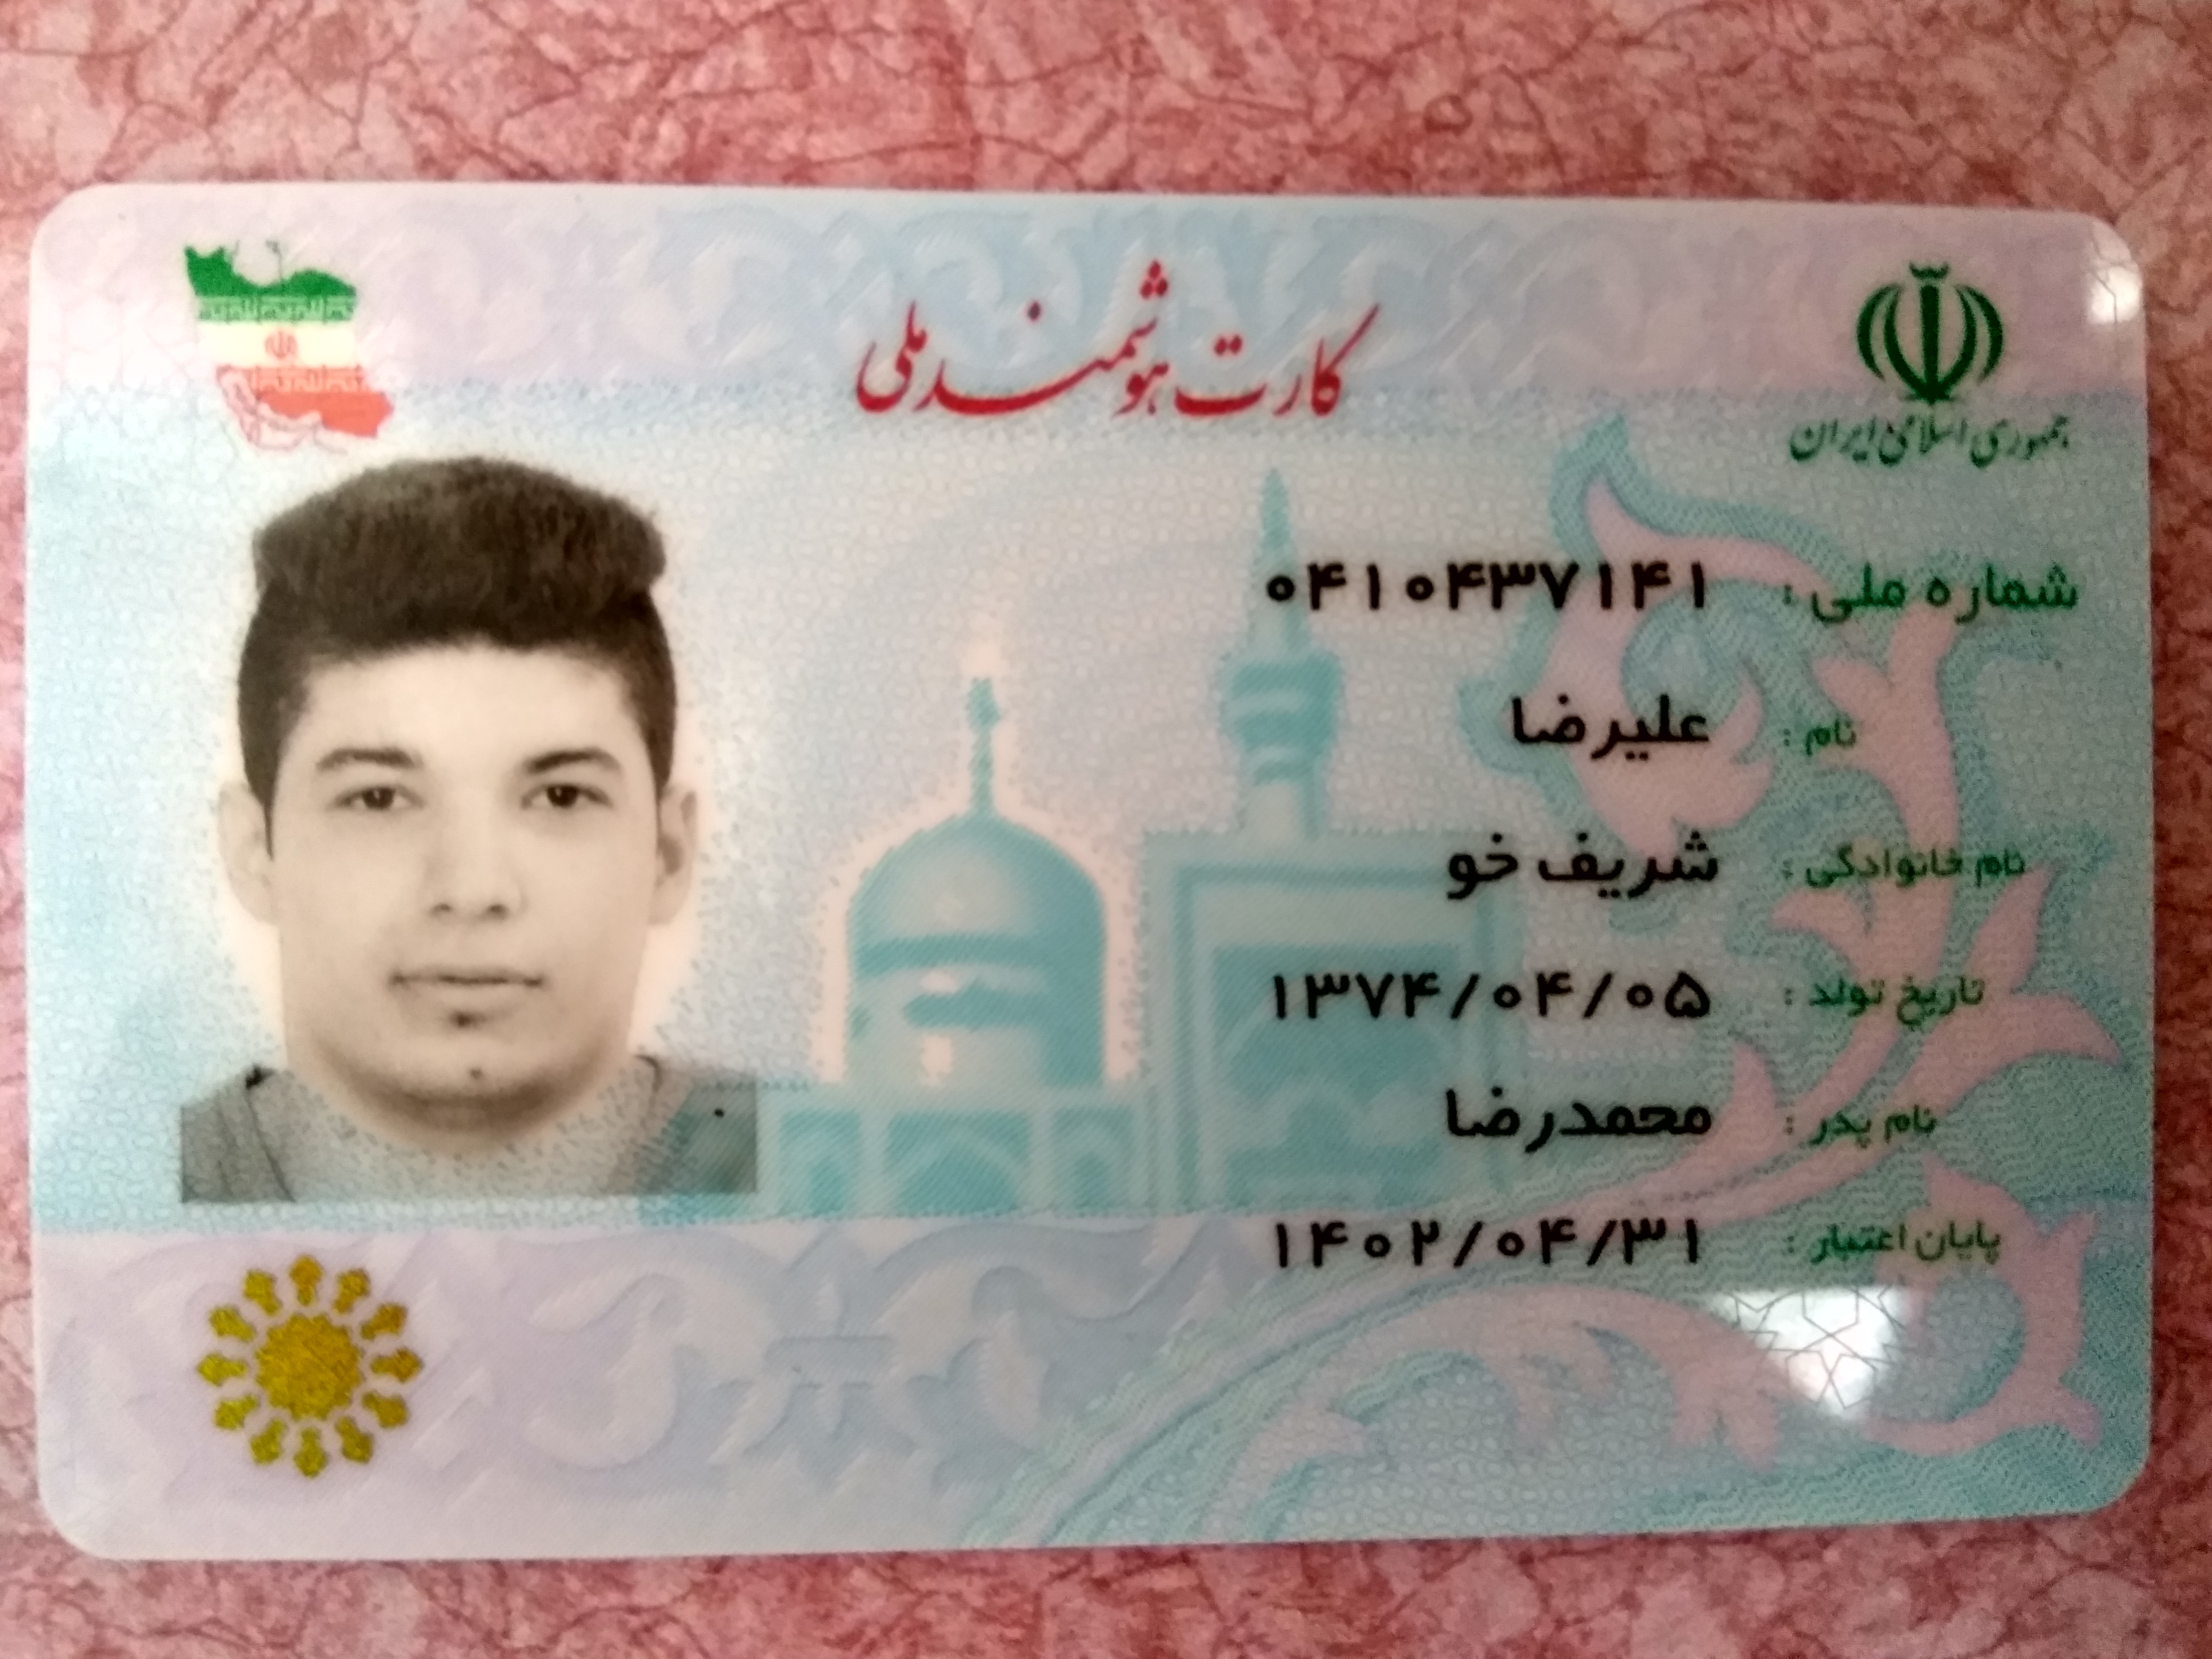 کارت هوشمند ملی
جمهوری اسلامی ایران
شماره ملی : ۰۴۱۰۴۳۷۱۴۱
نام : علیرضا
نام خانوادگی : شریف خو
تاریخ تولد : ۱۳۷۴/۰۴/۰۵
نام پدر : محمدرضا
پایان اعتبار : ۱۴۰۲/۰۴/۳۱